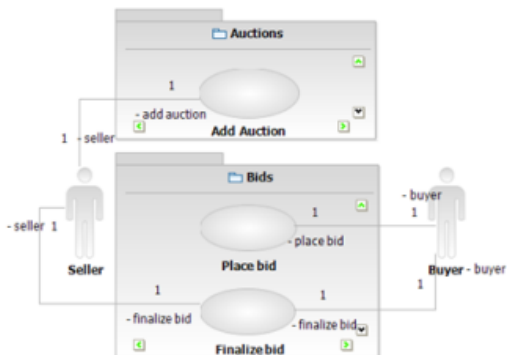 Auctions
1
- add auction
Add Auction
1 - seller
Bids
- buyer
1
1
- place bid
- seller 1
Seller
Place bid
Buyer - buyer
1
1
1
- finalize bid
- finalize bid
Finalize bid